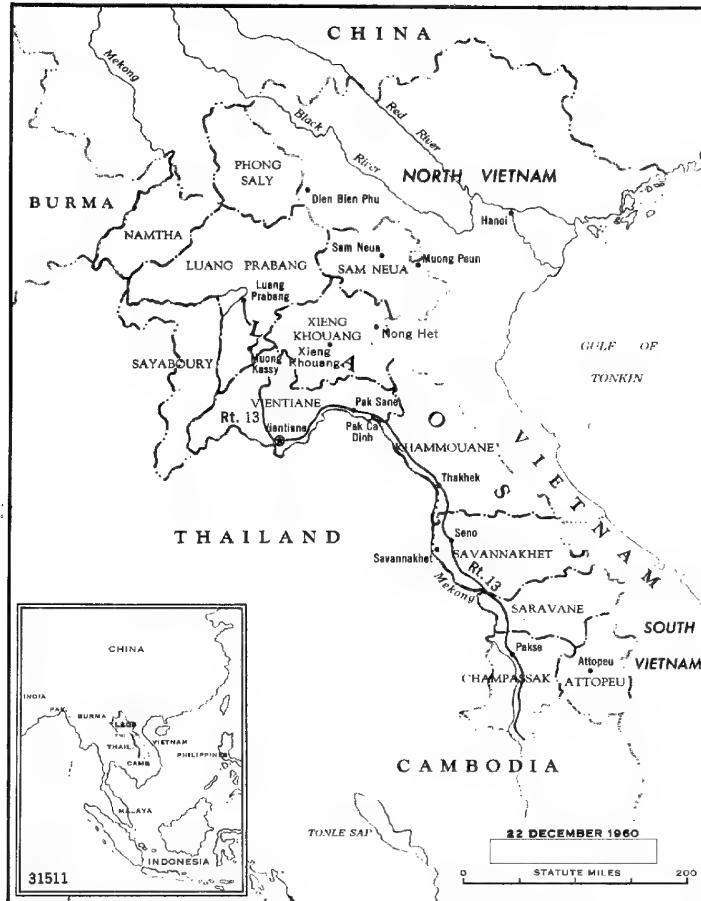 CHINA
Mekong
Red River
Black River
PHONG
SALY
NORTH VIETNAM
BURMA
Dien Bien Phu
Hanoi
NAMTHA
Sam Neua
LUANG PRABANG
SAM NEUA
Muong Peun
Luang
Prabang
XIENG
KHOUANG
Nong Het
GULF OF
TONKIN
SAYABOURY
Muong
Kassy
Xieng
Khouang
LAOS
VIENTIANE
Pak Sane
Rt. 13
Vientiane
Pak Ca
Dinh
KHAMMOUANE
VIETNAM
Thakhek
THAILAND
Seno
Savannakhet
SAVANNAKHET
Rt. 13
Mekong
SARAVANE
SOUTH
VIETNAM
Pakse
Attopeu
CHAMPASSAK
ATTOPEU
CAMBODIA
TONLE SAP
CHINA
INDIA
PAK
BURMA
LAOS
THAI
VIETNAM
CAMB
PHILIPPINES
MALAYA
INDONESIA
31511
22 DECEMBER 1960
0 STATUTE MILES 200